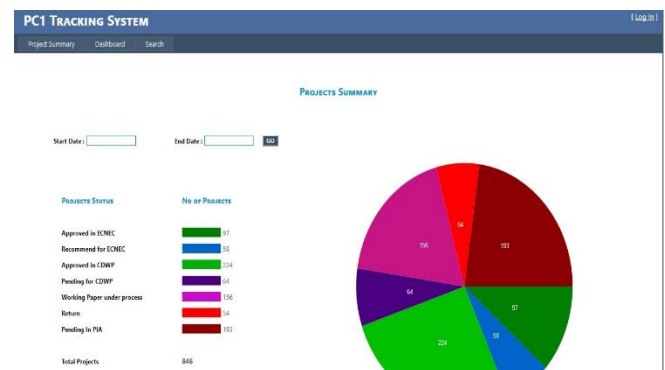 PC1 TRACKING SYSTEM
[ Log In ]
Project Summary Dashboard Search
PROJECTS SUMMARY
Start Date : End Date : GO
PROJECTS STATUS NO OF PROJECTS
Approved in ECNEC 97
Recommend for ECNEC 58
Approved in CDWP 224
Pending for CDWP 64
Working Paper under process 156
Return 54
Pending In PIA 193
Total Projects 846
54
156
193
64
97
58
224